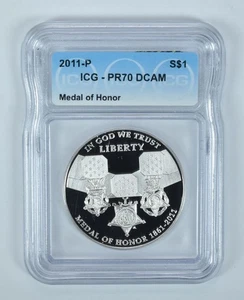 2011-P S$1
ICG - PR70 DCAM
Medal of Honor
IN GOD WE TRUST
LIBERTY
MEDAL OF HONOR 1861-2011